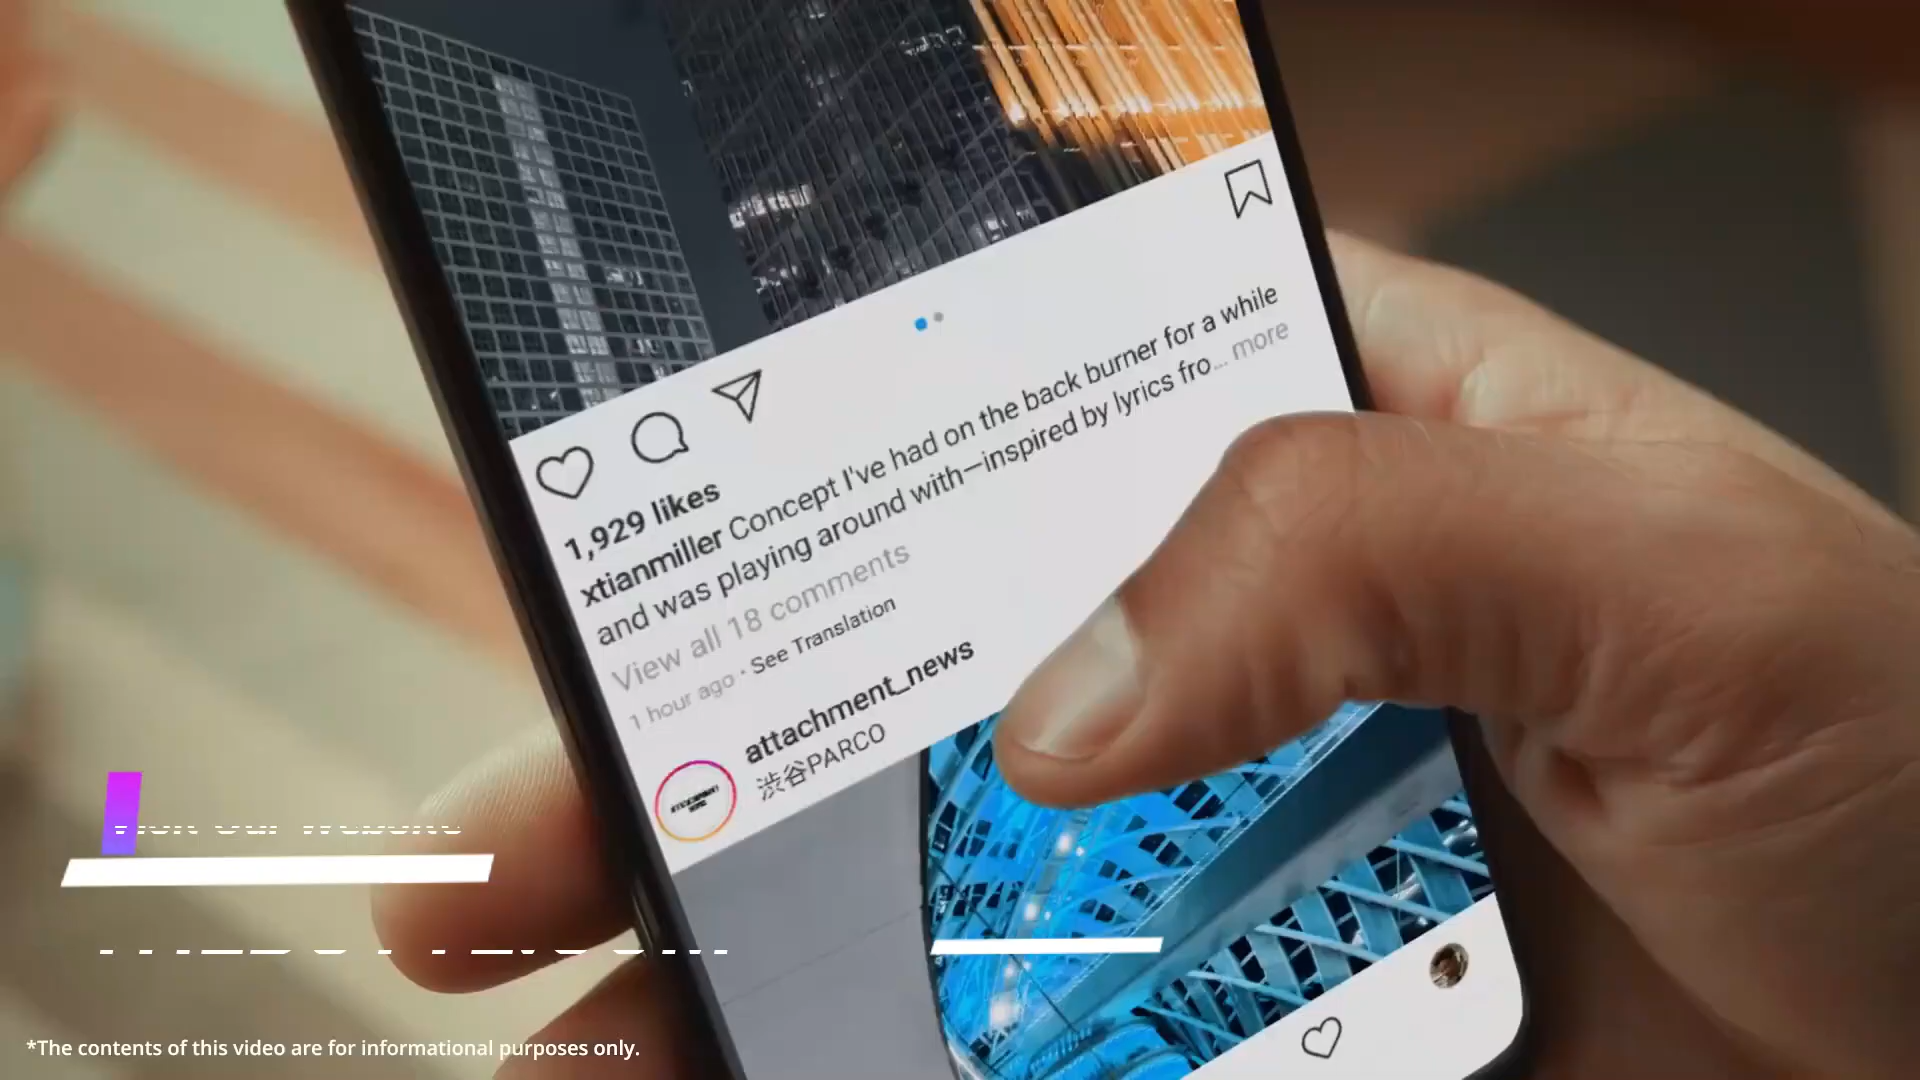 1,929 likes
xtianmiller Concept I've had on the back burner for a while
and was playing around with—inspired by lyrics fro... more
View all 18 comments
1 hour ago · See Translation
attachment_news
渋谷PARCO
*The contents of this video are for informational purposes only.